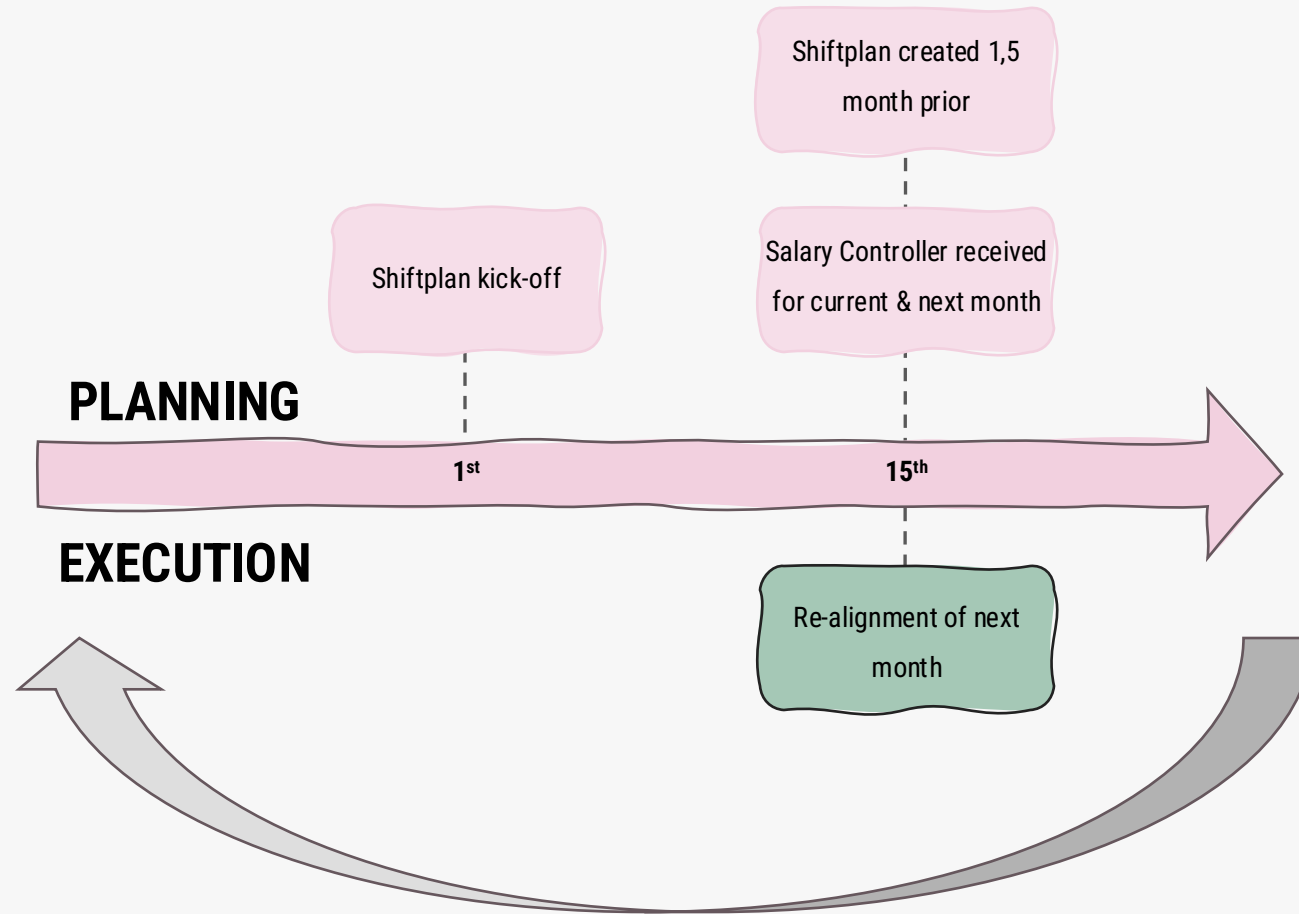 Shiftplan created 1,5
month prior
Salary Controller received
for current & next month
Shiftplan kick-off
PLANNING
1st
15th
EXECUTION
Re-alignment of next
month